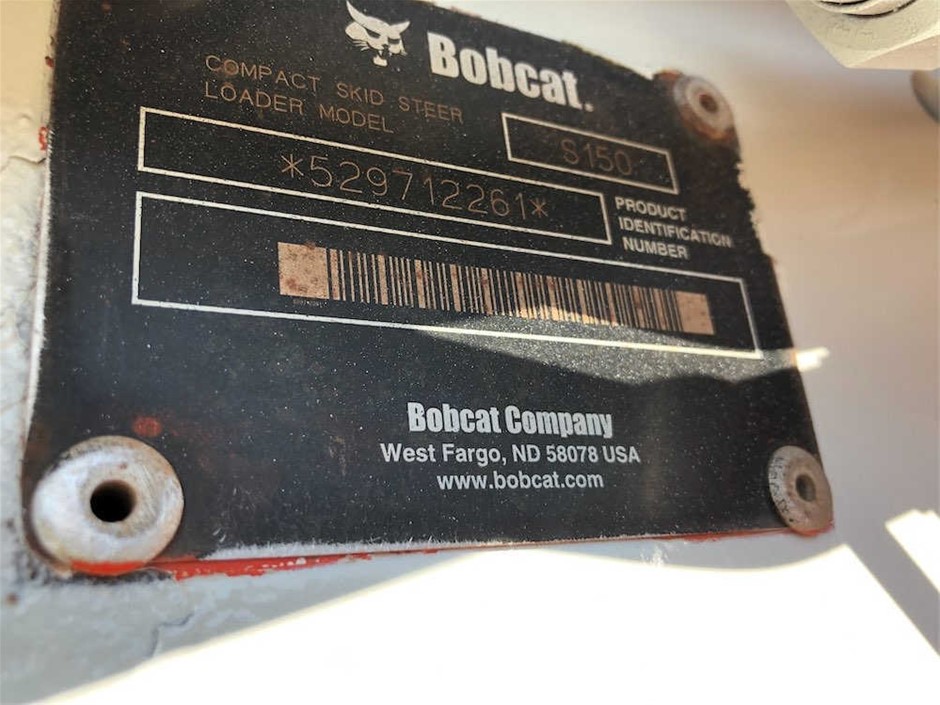 Bobcat.
COMPACT SKID STEER
LOADER MODEL
S150
*529712261*
PRODUCT
IDENTIFICATION
NUMBER
Bobcat Company
West Fargo, ND 58078 USA
www.bobcat.com